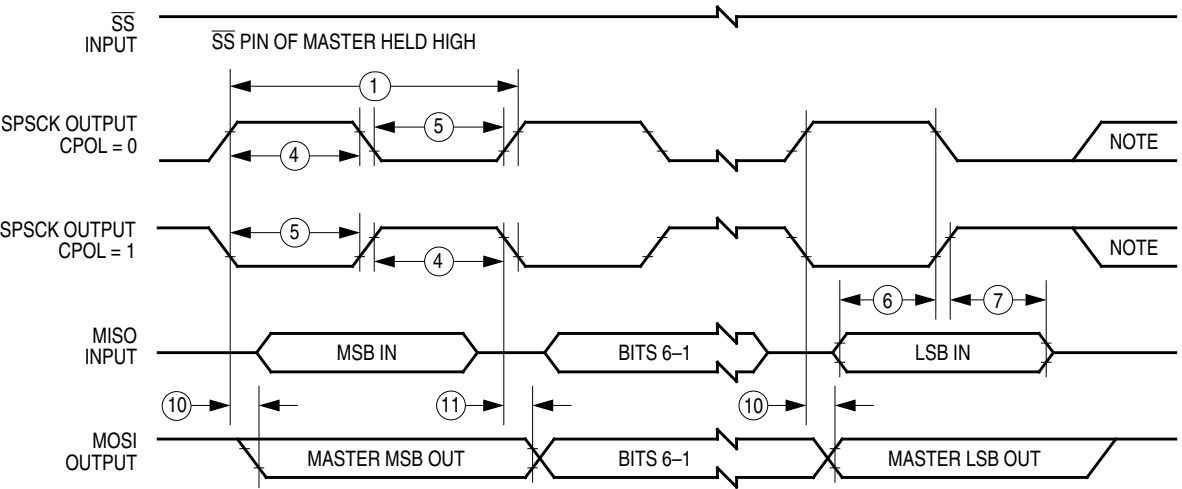 SS
INPUT
SS PIN OF MASTER HELD HIGH
1
SPSCK OUTPUT
CPOL = 0
5
4
NOTE
SPSCK OUTPUT
CPOL = 1
5
4
NOTE
6
7
MISO
INPUT
MSB IN
BITS 6–1
LSB IN
10
11
10
MOSI
OUTPUT
MASTER MSB OUT
BITS 6–1
MASTER LSB OUT